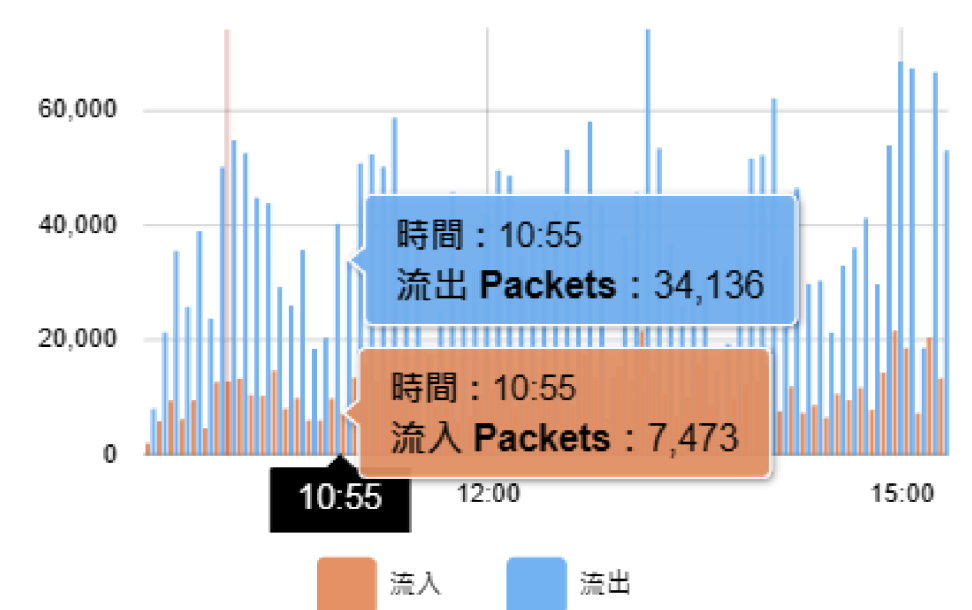 60,000
40,000
20,000
0
時間：10:55
流出 Packets：34,136
時間：10:55
流入 Packets：7,473
10:55
12:00
15:00
流入
流出